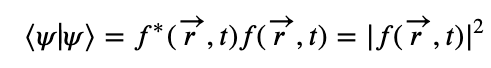 ⟨ψ|ψ⟩ = f*(r⃗, t)f(r⃗, t) = |f(r⃗, t)|²